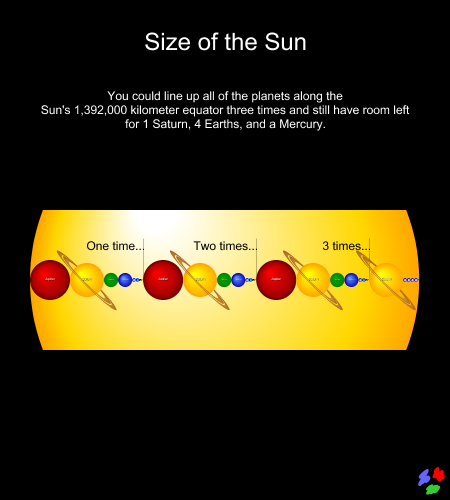 Size of the Sun
You could line up all of the planets along the
Sun's 1,392,000 kilometer equator three times and still have room left
for 1 Saturn, 4 Earths, and a Mercury.
One time... Two times... 3 times...